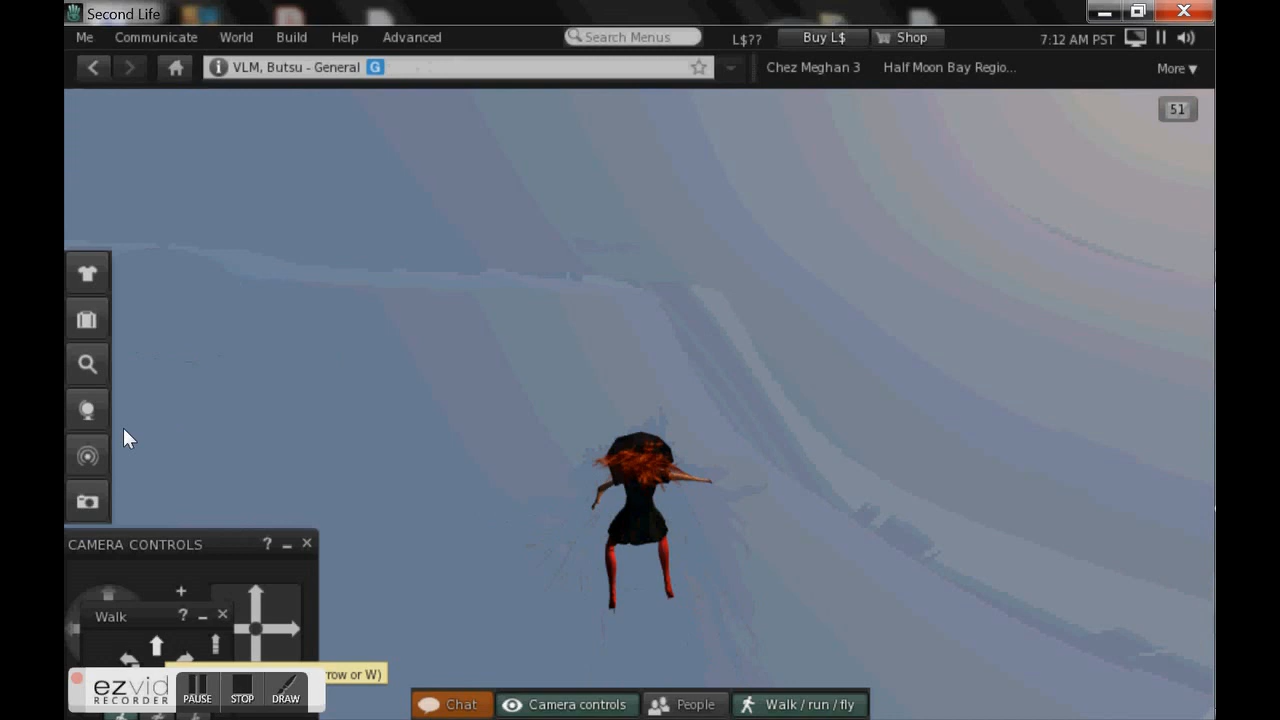 Second Life
Me Communicate World Build Help Advanced Search Menus L$?? Buy L$ Shop 7:12 AM PST
VLM, Butsu - General G Chez Meghan 3 Half Moon Bay Regio... More ▼
51
CAMERA CONTROLS ?
Walk ?
rrow or W)
ezvid
RECORDER PAUSE STOP DRAW
Chat Camera controls People Walk / run / fly